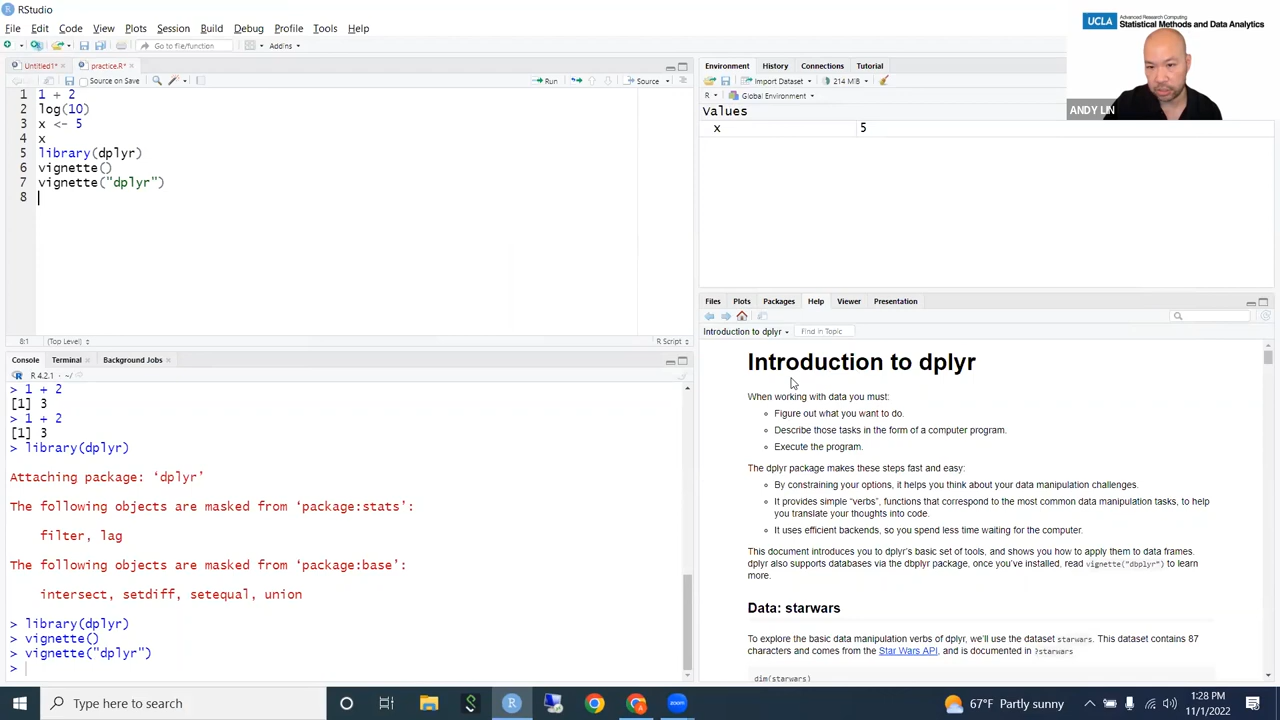 RStudio
File Edit Code View Plots Session Build Debug Profile Tools Help
Go to file/function
Addins
UCLA Advanced Research Computing
Statistical Methods and Data Analytics
ANDY LIN
Untitled1* practice.R*
Source on Save Run Source
1 1 + 2
2 log(10)
3 x <- 5
4 x
5 library(dplyr)
6 vignette()
7 vignette("dplyr")
8
8:1 (Top Level) R Script
Console Terminal Background Jobs
R 4.2.1 · ~/
> 1 + 2
[1] 3
> 1 + 2
[1] 3
> library(dplyr)
Attaching package: ‘dplyr’
The following objects are masked from ‘package:stats’:
filter, lag
The following objects are masked from ‘package:base’:
intersect, setdiff, setequal, union
> library(dplyr)
> vignette()
> vignette("dplyr")
>
Environment History Connections Tutorial
Import Dataset 214 MiB
R Global Environment
Values
x 5
Files Plots Packages Help Viewer Presentation
Introduction to dplyr Find in Topic
Introduction to dplyr
When working with data you must:
Figure out what you want to do.
Describe those tasks in the form of a computer program.
Execute the program.
The dplyr package makes these steps fast and easy:
By constraining your options, it helps you think about your data manipulation challenges.
It provides simple “verbs”, functions that correspond to the most common data manipulation tasks, to help
you translate your thoughts into code.
It uses efficient backends, so you spend less time waiting for the computer.
This document introduces you to dplyr’s basic set of tools, and shows you how to apply them to data frames.
dplyr also supports databases via the dbplyr package, once you’ve installed, read vignette("dbplyr") to learn
more.
Data: starwars
To explore the basic data manipulation verbs of dplyr, we’ll use the dataset starwars. This dataset contains 87
characters and comes from the Star Wars API, and is documented in ?starwars
dim(starwars)
Type here to search
zoom
67°F Partly sunny
1:28 PM
11/1/2022